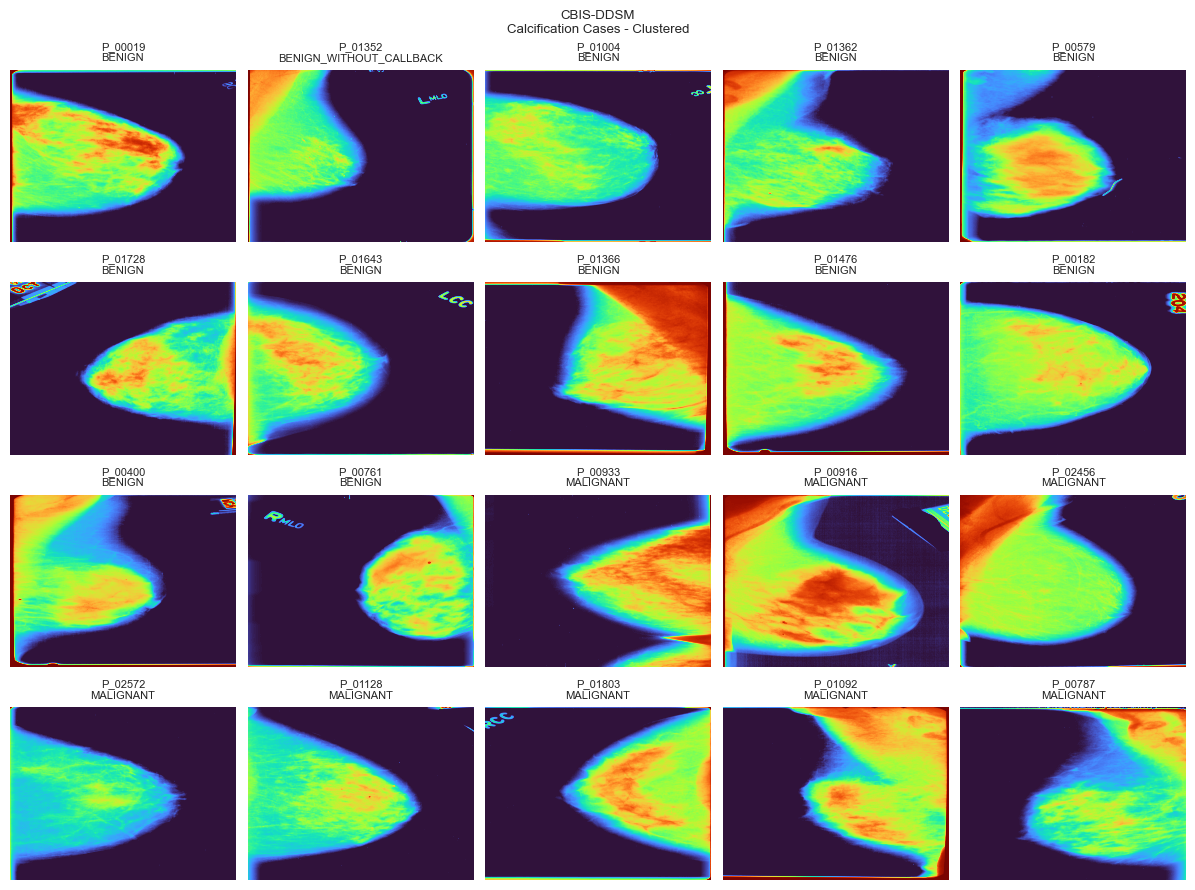 CBIS-DDSM
Calcification Cases - Clustered
P_00019
BENIGN
P_01352
BENIGN_WITHOUT_CALLBACK
P_01004
BENIGN
P_01362
BENIGN
P_00579
BENIGN
L MLO
P_01728
BENIGN
P_01643
BENIGN
P_01366
BENIGN
P_01476
BENIGN
P_00182
BENIGN
LCC
204
P_00400
BENIGN
P_00761
BENIGN
P_00933
MALIGNANT
P_00916
MALIGNANT
P_02456
MALIGNANT
R MLO
P_02572
MALIGNANT
P_01128
MALIGNANT
P_01803
MALIGNANT
P_01092
MALIGNANT
P_00787
MALIGNANT
RCC